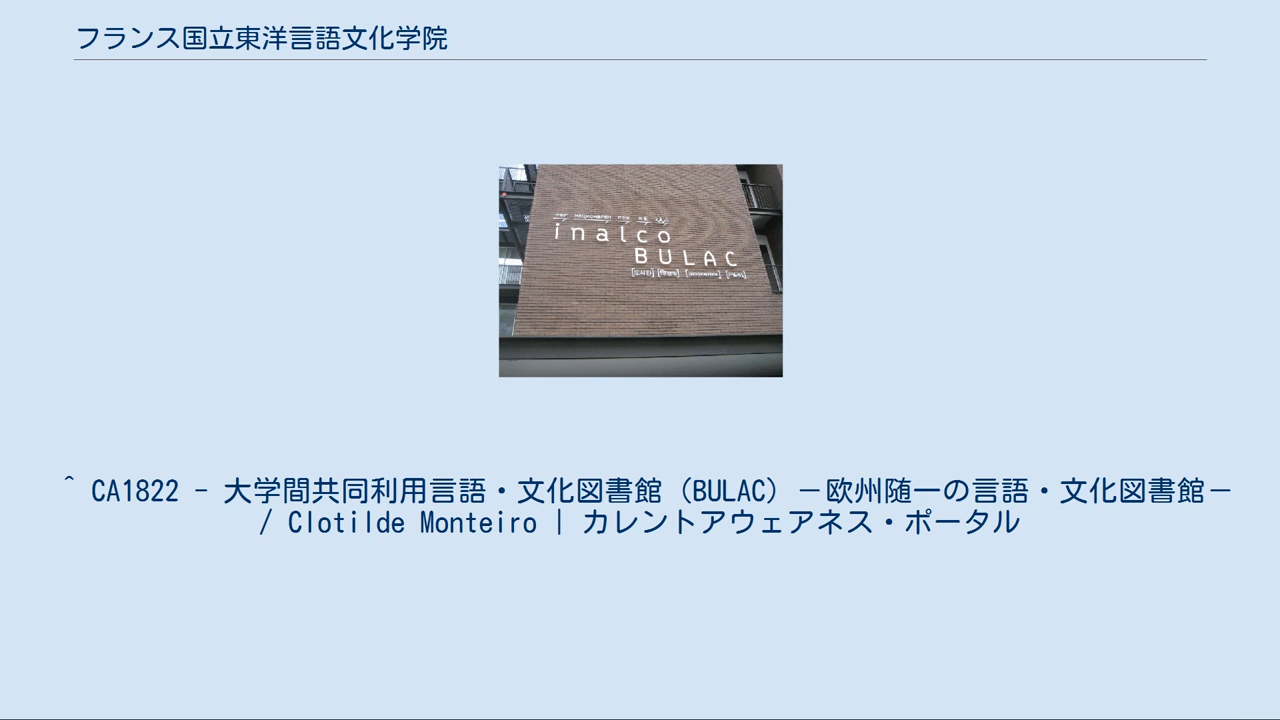 フランス国立東洋言語文化学院
inalco
BULAC
^ CA1822 - 大学間共同利用言語・文化図書館（BULAC）－欧州随一の言語・文化図書館－
/ Clotilde Monteiro | カレントアウェアネス・ポータル